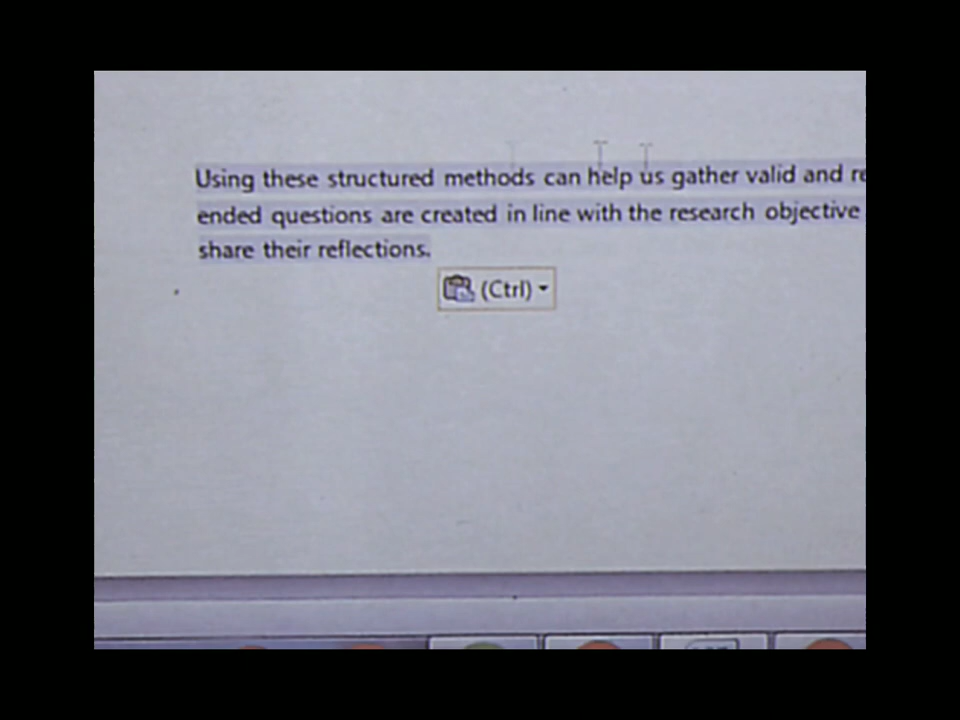 Using these structured methods can help us gather valid and
ended questions are created in line with the research objective
share their reflections.
(Ctrl)